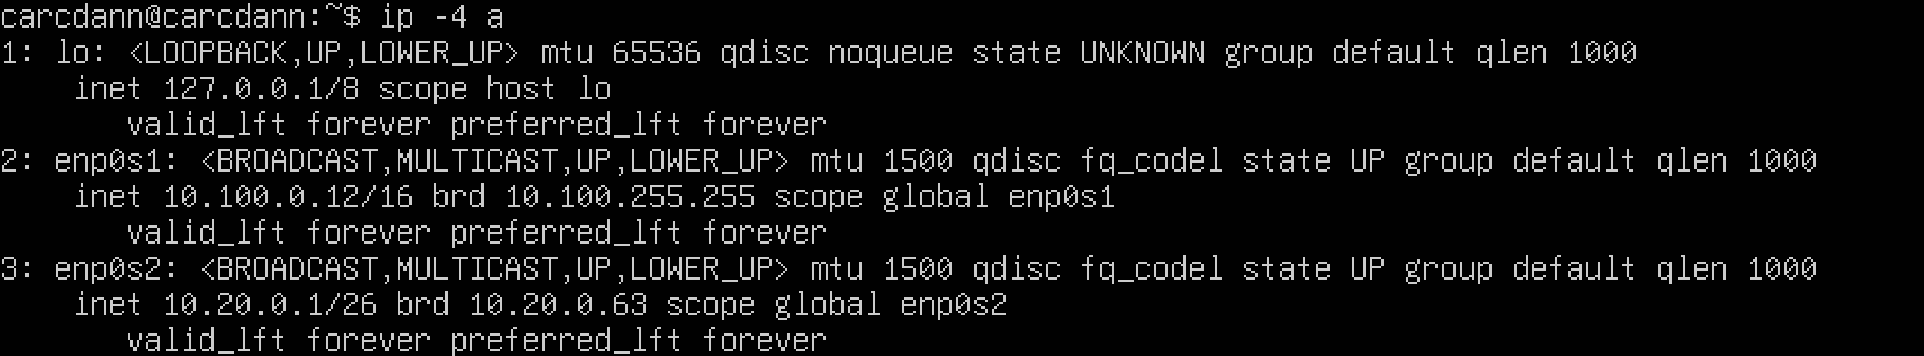 carcdann@carcdann:~$ ip -4 a
1: lo: <LOOPBACK,UP,LOWER_UP> mtu 65536 qdisc noqueue state UNKNOWN group default qlen 1000
    inet 127.0.0.1/8 scope host lo
       valid_lft forever preferred_lft forever
2: enp0s1: <BROADCAST,MULTICAST,UP,LOWER_UP> mtu 1500 qdisc fq_codel state UP group default qlen 1000
    inet 10.100.0.12/16 brd 10.100.255.255 scope global enp0s1
       valid_lft forever preferred_lft forever
3: enp0s2: <BROADCAST,MULTICAST,UP,LOWER_UP> mtu 1500 qdisc fq_codel state UP group default qlen 1000
    inet 10.20.0.1/26 brd 10.20.0.63 scope global enp0s2
       valid_lft forever preferred_lft forever